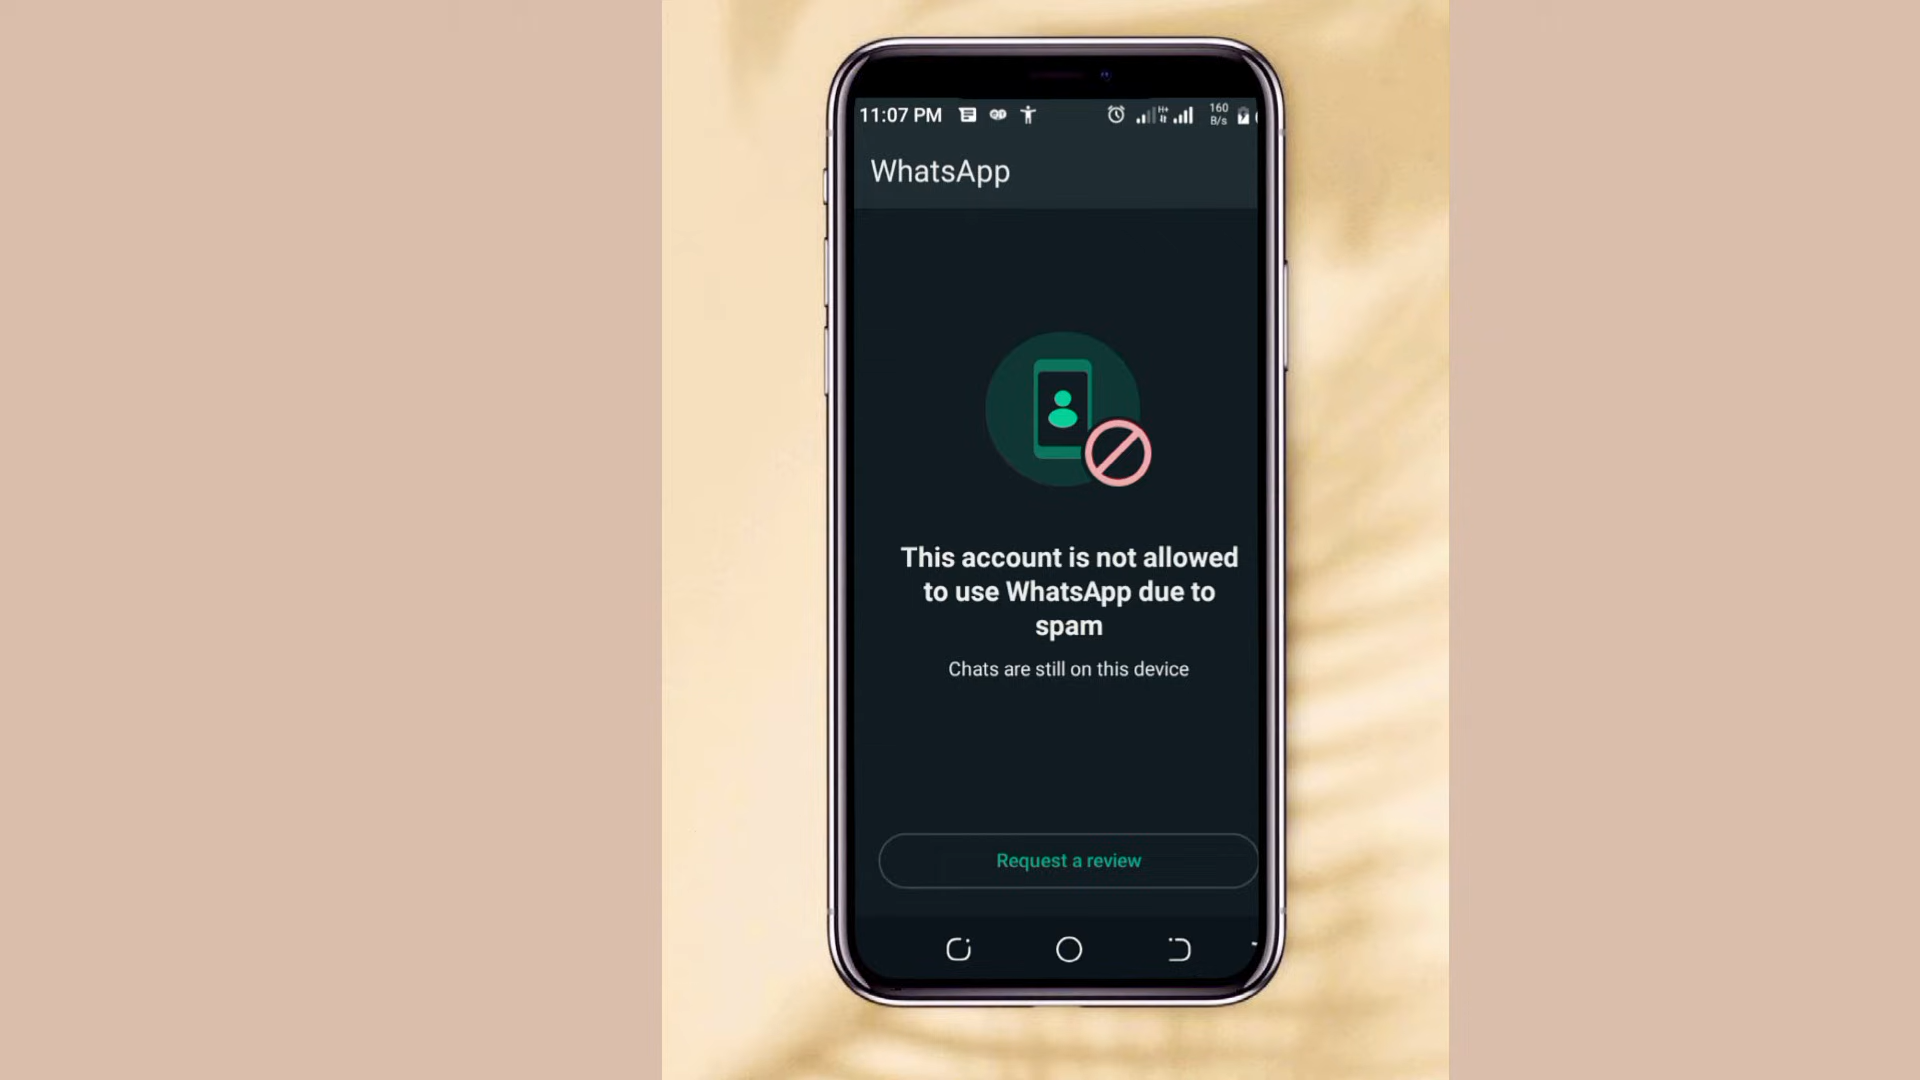 11:07 PM
H+
160
B/s
WhatsApp
This account is not allowed
to use WhatsApp due to
spam
Chats are still on this device
Request a review